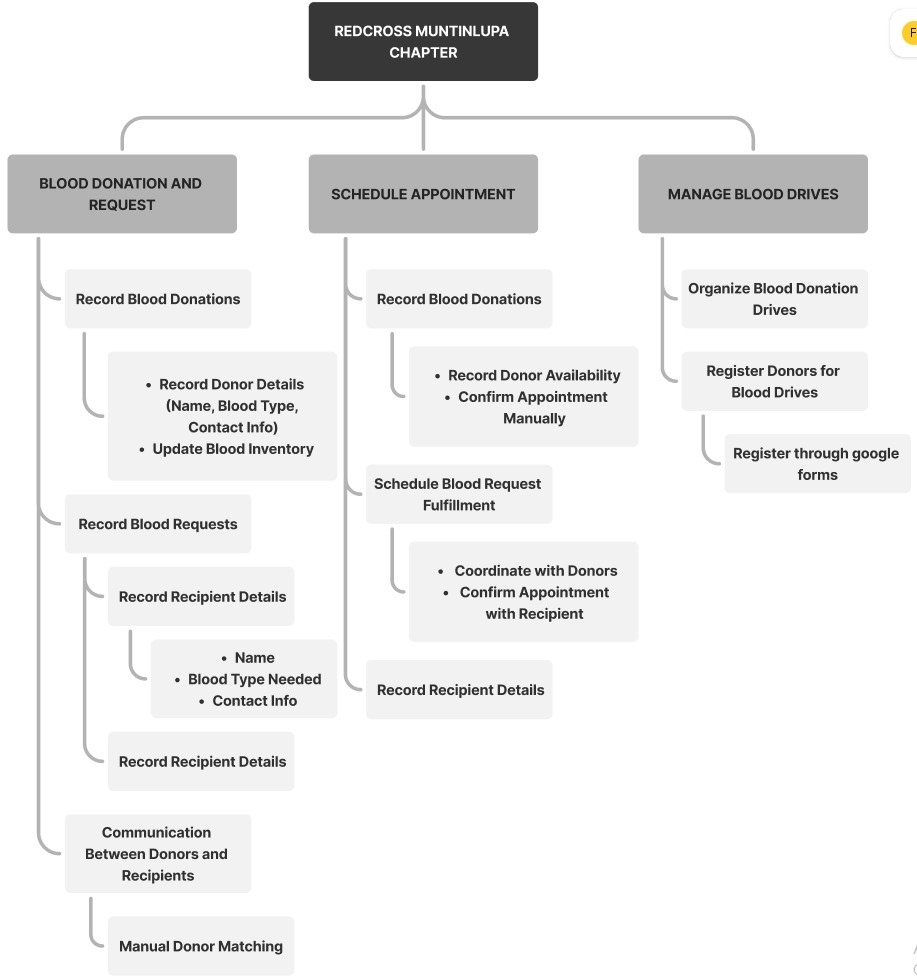 REDCROSS MUNTINLUPA
CHAPTER
F
BLOOD DONATION AND
REQUEST
Record Blood Donations
• Record Donor Details
(Name, Blood Type,
Contact Info)
• Update Blood Inventory
Record Blood Requests
Record Recipient Details
• Name
• Blood Type Needed
• Contact Info
Record Recipient Details
Communication
Between Donors and
Recipients
Manual Donor Matching
SCHEDULE APPOINTMENT
Record Blood Donations
• Record Donor Availability
• Confirm Appointment
Manually
Schedule Blood Request
Fulfillment
• Coordinate with Donors
• Confirm Appointment
with Recipient
Record Recipient Details
MANAGE BLOOD DRIVES
Organize Blood Donation
Drives
Register Donors for
Blood Drives
Register through google
forms